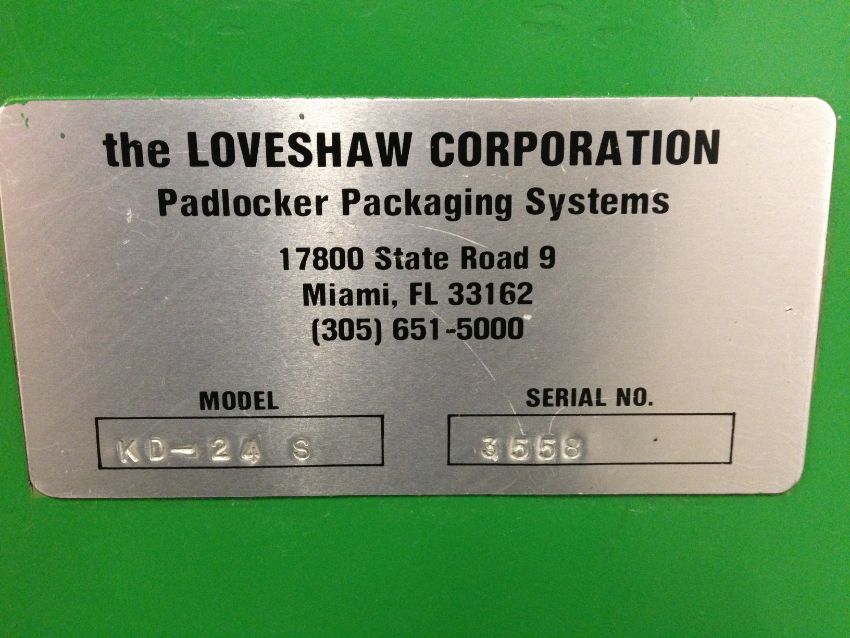 the LOVESHAW CORPORATION
Padlocker Packaging Systems
17800 State Road 9
Miami, FL 33162
(305) 651-5000
MODEL SERIAL NO.
KD-24 S 3558